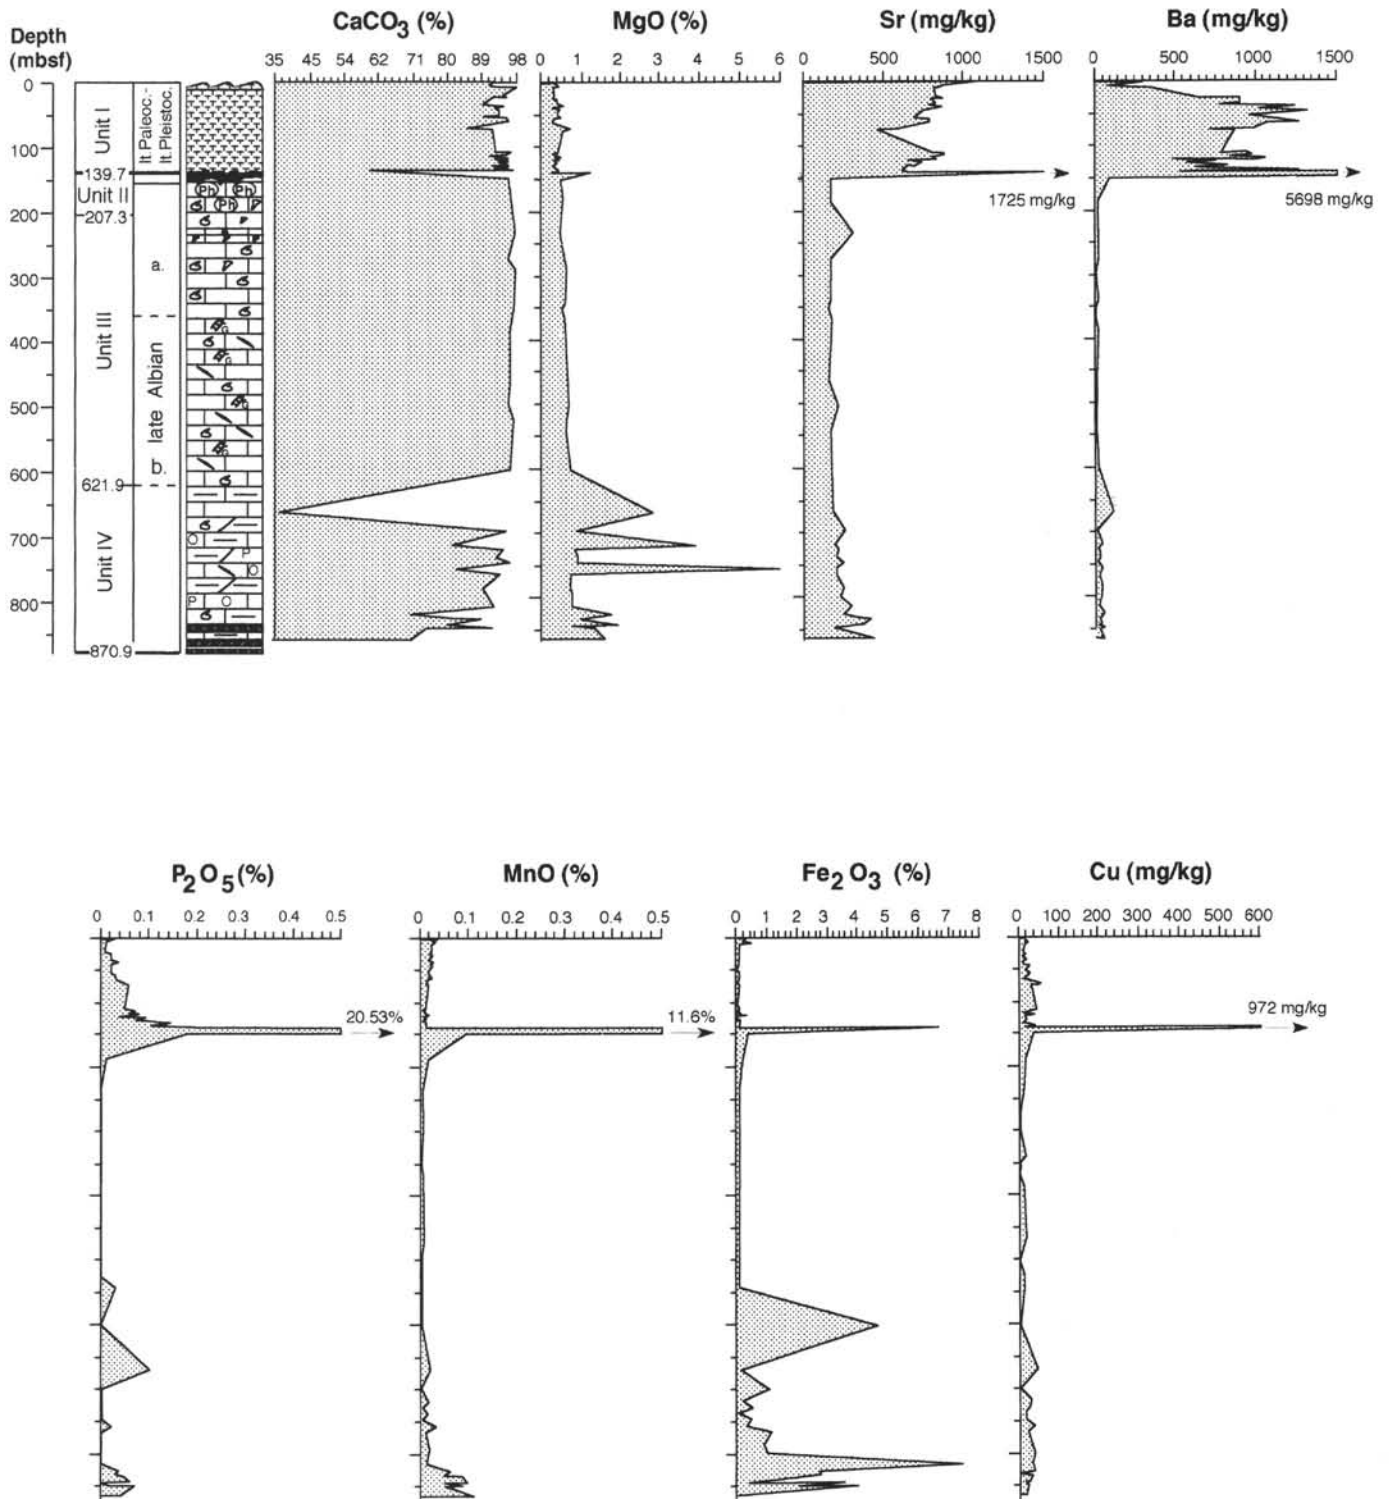 CaCO3 (%) MgO (%) Sr (mg/kg) Ba (mg/kg)
Depth
(mbsf)
35 45 54 62 71 80 89 98 0 1 2 3 4 5 6 0 500 1000 1500 0 500 1000 1500
0
100
200
300
400
500
600
700
800
Unit I
139.7
Unit II
207.3
Unit III
621.9
Unit IV
870.9
lt. Paleoc.-
lt. Pleistoc.
a.
late Albian
b.
Ph Ph
Ph
G
G
G
G
O
P
O
P O
1725 mg/kg
5698 mg/kg
P2O5 (%) MnO (%) Fe2O3 (%) Cu (mg/kg)
0 0.1 0.2 0.3 0.4 0.5 0 0.1 0.2 0.3 0.4 0.5 0 1 2 3 4 5 6 7 8 0 100 200 300 400 500 600
20.53%
11.6%
972 mg/kg